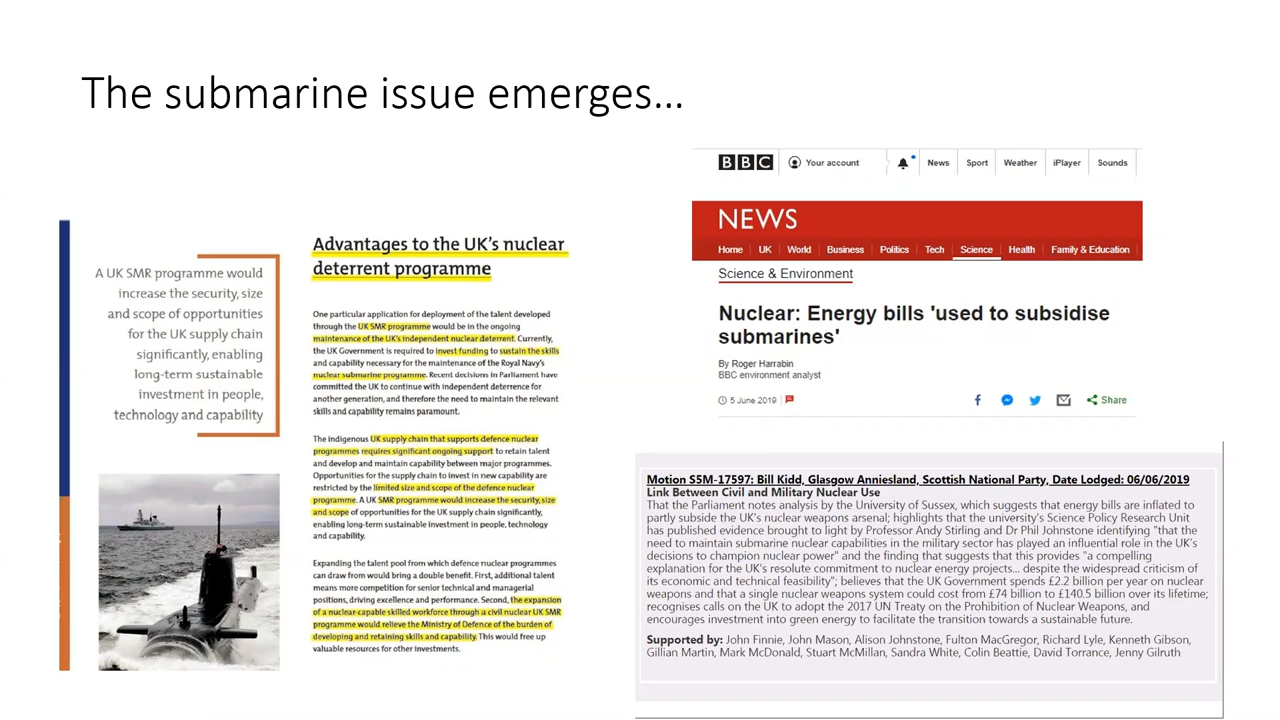 The submarine issue emerges...
A UK SMR programme would
increase the security, size
and scope of opportunities
for the UK supply chain
significantly, enabling
long-term sustainable
investment in people,
technology and capability
Advantages to the UK's nuclear
deterrent programme
One particular application for deployment of the talent developed
through the UK SMR programme would be in the ongoing
maintenance of the UK's independent nuclear deterrent. Currently,
the UK Government is required to invest funding to sustain the skills
and capability necessary for the maintenance of the Royal Navy's
nuclear submarine programme. Recent decisions in Parliament have
committed the UK to continue with independent deterrence for
another generation, and therefore the need to maintain the relevant
skills and capability remains paramount.
The indigenous UK supply chain that supports defence nuclear
programmes requires significant ongoing support to retain talent
and develop and maintain capability between major programmes.
Opportunities for the supply chain to invest in new capability are
restricted by the limited size and scope of the defence nuclear
programme. A UK SMR programme would increase the security, size
and scope of opportunities for the UK supply chain significantly,
enabling long-term sustainable investment in people, technology
and capability.
Expanding the talent pool from which defence nuclear programmes
can draw from would bring a double benefit. First, additional talent
means more competition for senior technical and managerial
positions, driving excellence and performance. Second, the expansion
of a nuclear-capable skilled workforce through a civil nuclear UK SMR
programme would relieve the Ministry of Defence of the burden of
developing and retaining skills and capability. This would free up
valuable resources for other investments.
BBC Your account News Sport Weather iPlayer Sounds
NEWS
Home UK World Business Politics Tech Science Health Family & Education
Science & Environment
Nuclear: Energy bills 'used to subsidise
submarines'
By Roger Harrabin
BBC environment analyst
5 June 2019 Share
Motion S5M-17597: Bill Kidd, Glasgow Anniesland, Scottish National Party, Date Lodged: 06/06/2019
Link Between Civil and Military Nuclear Use
That the Parliament notes analysis by the University of Sussex, which suggests that energy bills are inflated to
partly subside the UK's nuclear weapons arsenal; highlights that the university's Science Policy Research Unit
has published evidence brought to light by Professor Andy Stirling and Dr Phil Johnstone identifying "that the
need to maintain submarine nuclear capabilities in the military sector has played an influential role in the UK's
decisions to champion nuclear power" and the finding that suggests that this provides "a compelling
explanation for the UK's resolute commitment to nuclear energy projects... despite the widespread criticism of
its economic and technical feasibility"; believes that the UK Government spends £2.2 billion per year on nuclear
weapons and that a single nuclear weapons system could cost from £74 billion to £140.5 billion over its lifetime;
recognises calls on the UK to adopt the 2017 UN Treaty on the Prohibition of Nuclear Weapons, and
encourages investment into green energy to facilitate the transition towards a sustainable future.
Supported by: John Finnie, John Mason, Alison Johnstone, Fulton MacGregor, Richard Lyle, Kenneth Gibson,
Gillian Martin, Mark McDonald, Stuart McMillan, Sandra White, Colin Beattie, David Torrance, Jenny Gilruth